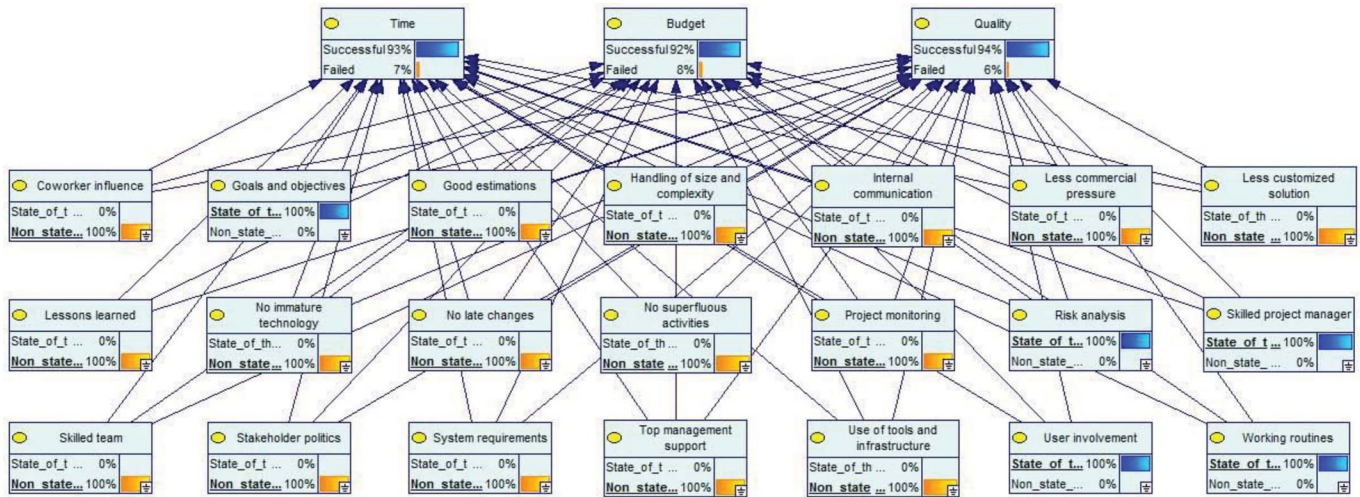 Time
Successful 93%
Failed 7%
Budget
Successful 92%
Failed 8%
Quality
Successful 94%
Failed 6%
Coworker influence
State_of_t ... 0%
Non_state... 100%
Goals and objectives
State_of_t... 100%
Non_state_... 0%
Good estimations
State_of_t ... 0%
Non_state... 100%
Handling of size and
complexity
State_of_t ... 0%
Non_state... 100%
Internal
communication
State_of_t ... 0%
Non_state... 100%
Less commercial
pressure
State_of_t ... 0%
Non_state... 100%
Less customized
solution
State_of_th ... 0%
Non_state_... 100%
Lessons learned
State_of_t ... 0%
Non_state... 100%
No immature
technology
State_of_th... 0%
Non_state... 100%
No late changes
State_of_t ... 0%
Non_state... 100%
No superfluous
activities
State_of_th ... 0%
Non_state_... 100%
Project monitoring
State_of_t ... 0%
Non_state... 100%
Risk analysis
State_of_t... 100%
Non_state_... 0%
Skilled project manager
State_of_t ... 100%
Non_state_ ... 0%
Skilled team
State_of_t ... 0%
Non_state... 100%
Stakeholder politics
State_of_t ... 0%
Non_state... 100%
System requirements
State_of_t ... 0%
Non_state... 100%
Top management
support
State_of_t ... 0%
Non_state... 100%
Use of tools and
infrastructure
State_of_th ... 0%
Non_state_... 100%
User involvement
State_of_t... 100%
Non_state_... 0%
Working routines
State_of_t... 100%
Non_state_... 0%